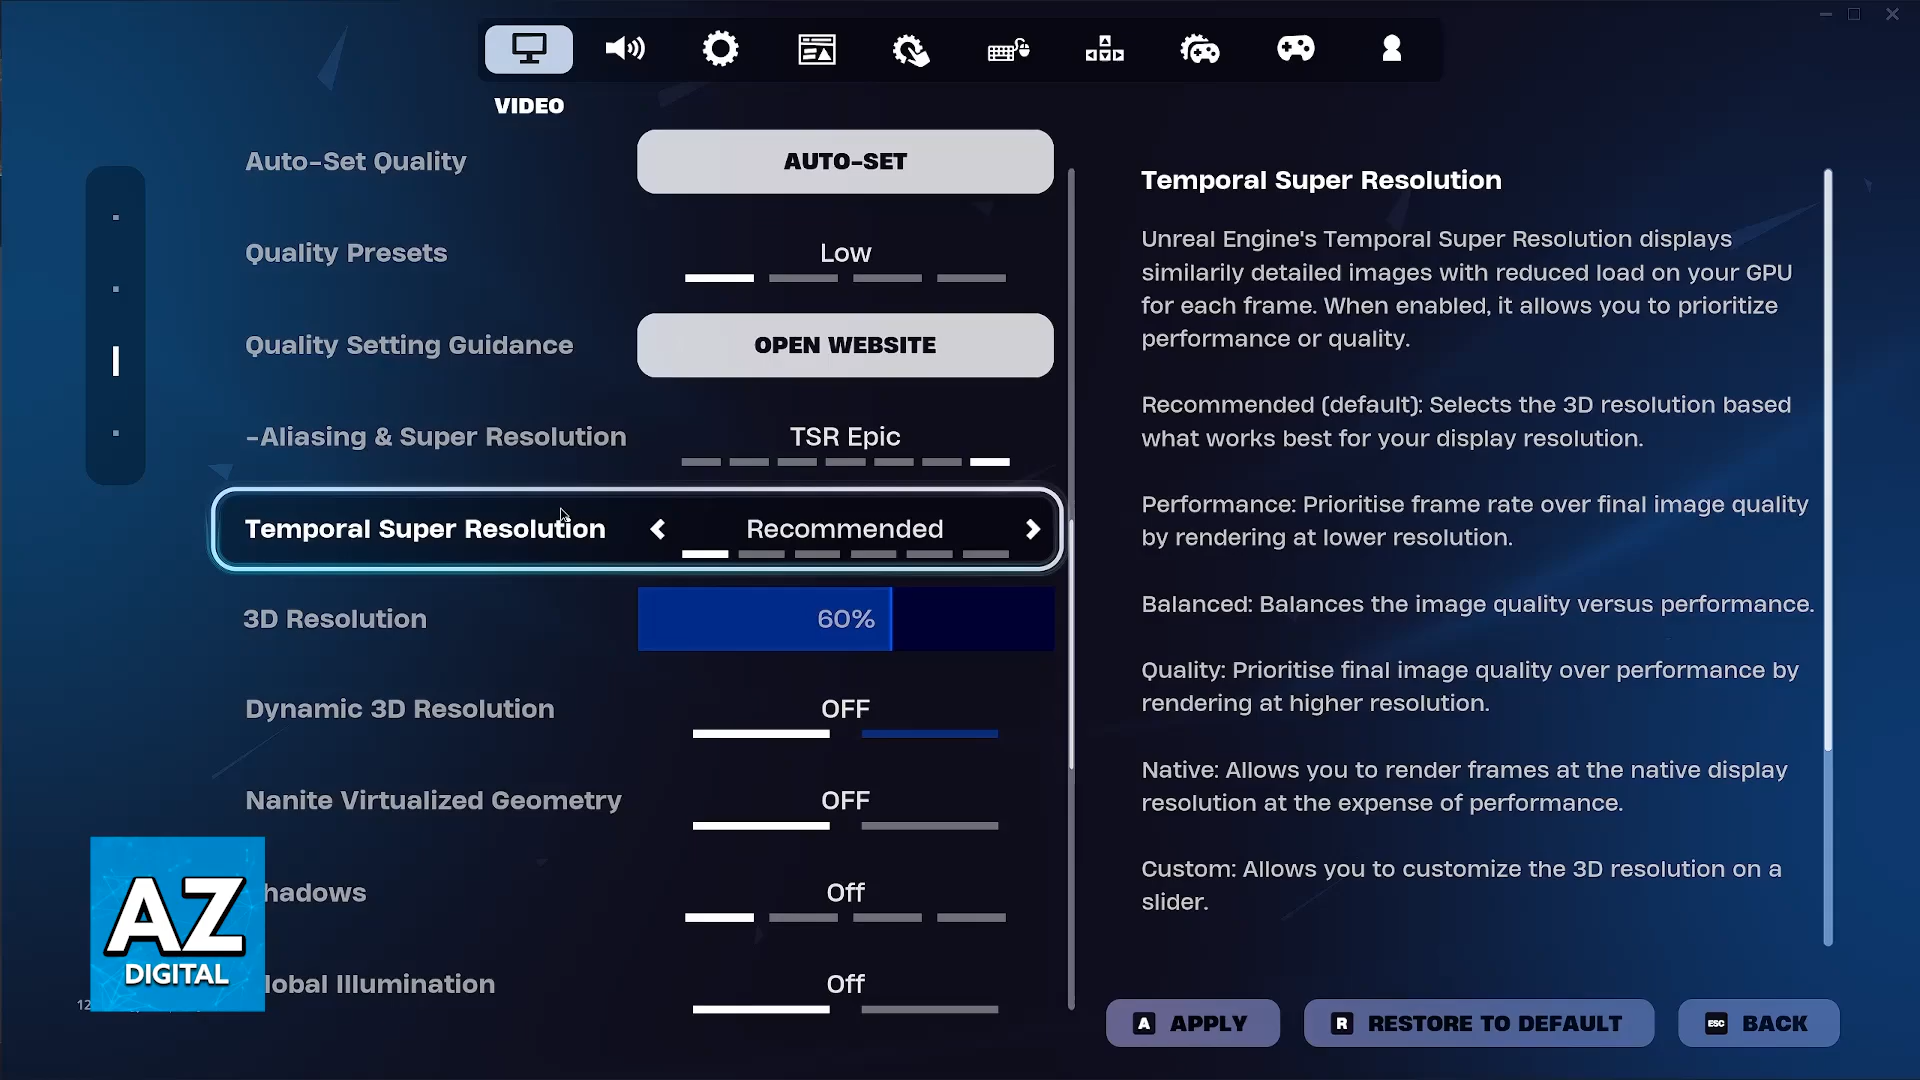 VIDEO
Auto-Set Quality
AUTO-SET
Quality Presets
Low
Quality Setting Guidance
OPEN WEBSITE
-Aliasing & Super Resolution
TSR Epic
Temporal Super Resolution
Recommended
3D Resolution
60%
Dynamic 3D Resolution
OFF
Nanite Virtualized Geometry
OFF
hadows
Off
lobal Illumination
Off
AZ
DIGITAL
12
Temporal Super Resolution
Unreal Engine's Temporal Super Resolution displays
similarily detailed images with reduced load on your GPU
for each frame. When enabled, it allows you to prioritize
performance or quality.
Recommended (default): Selects the 3D resolution based
what works best for your display resolution.
Performance: Prioritise frame rate over final image quality
by rendering at lower resolution.
Balanced: Balances the image quality versus performance.
Quality: Prioritise final image quality over performance by
rendering at higher resolution.
Native: Allows you to render frames at the native display
resolution at the expense of performance.
Custom: Allows you to customize the 3D resolution on a
slider.
A APPLY
R RESTORE TO DEFAULT
ESC BACK